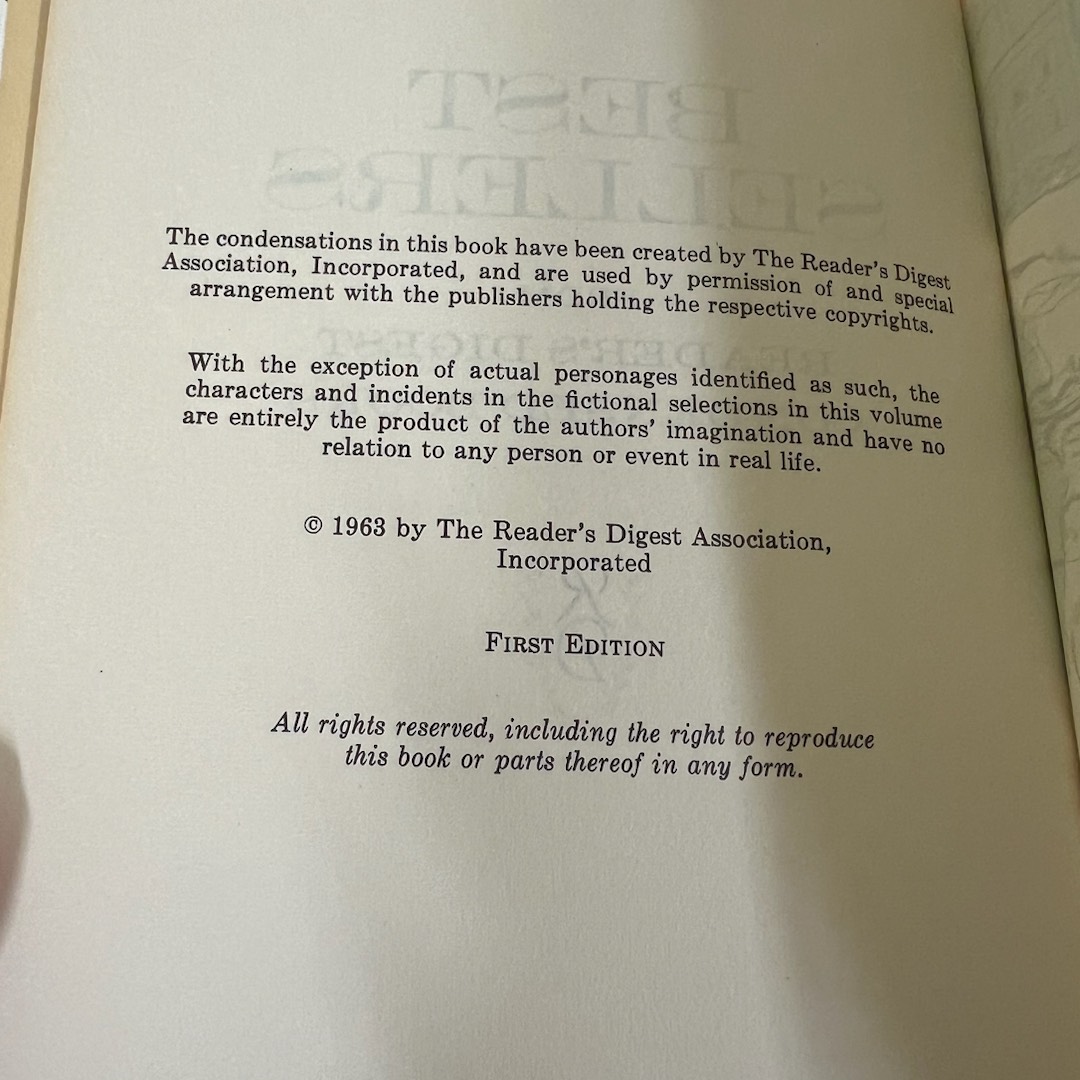 BEST
SELLERS
READER'S DIGEST
The condensations in this book have been created by The Reader's Digest
Association, Incorporated, and are used by permission of and special
arrangement with the publishers holding the respective copyrights.
With the exception of actual personages identified as such, the
characters and incidents in the fictional selections in this volume
are entirely the product of the authors' imagination and have no
relation to any person or event in real life.
© 1963 by The Reader's Digest Association,
Incorporated
FIRST EDITION
All rights reserved, including the right to reproduce
this book or parts thereof in any form.